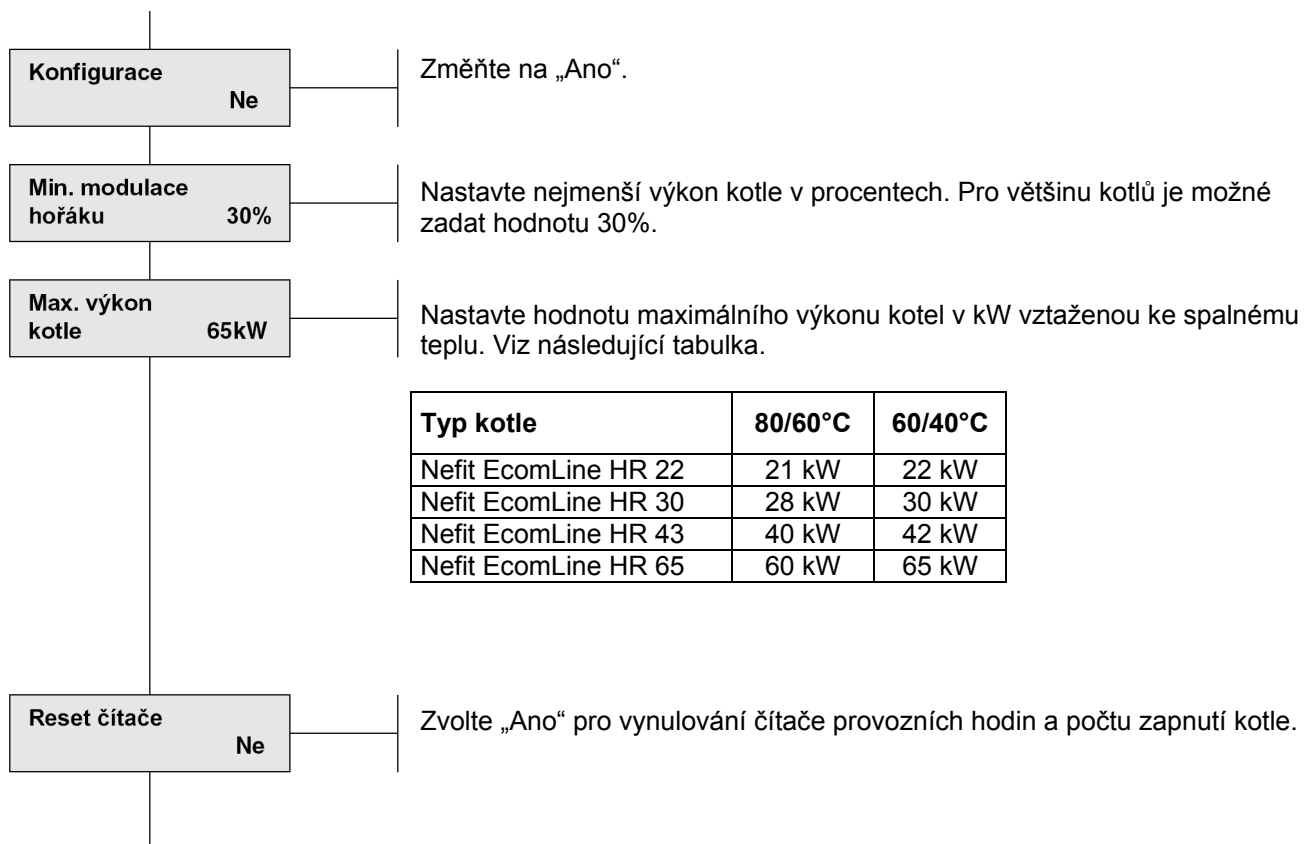 Konfigurace
Ne
Změňte na „Ano“.
Min. modulace
hořáku 30%
Nastavte nejmenší výkon kotle v procentech. Pro většinu kotlů je možné
zadat hodnotu 30%.
Max. výkon
kotle 65kW
Nastavte hodnotu maximálního výkonu kotel v kW vztaženou ke spalnému
teplu. Viz následující tabulka.
Typ kotle 80/60°C 60/40°C
Nefit EcomLine HR 22 21 kW 22 kW
Nefit EcomLine HR 30 28 kW 30 kW
Nefit EcomLine HR 43 40 kW 42 kW
Nefit EcomLine HR 65 60 kW 65 kW
Reset čítače
Ne
Zvolte „Ano“ pro vynulování čítače provozních hodin a počtu zapnutí kotle.